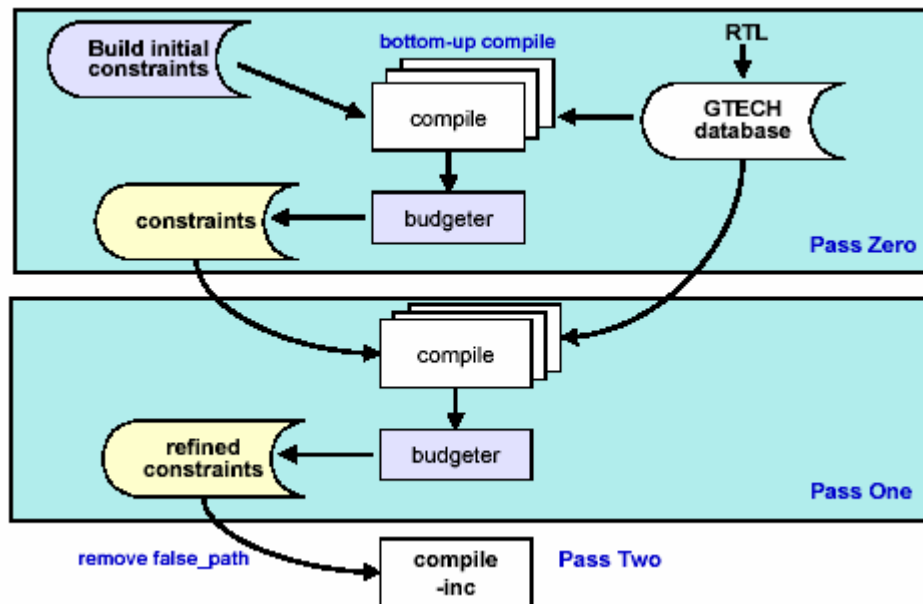 Build initial
constraints
bottom-up compile
RTL
compile
GTECH
database
constraints
budgeter
Pass Zero
compile
refined
constraints
budgeter
Pass One
remove false_path
compile
-inc
Pass Two